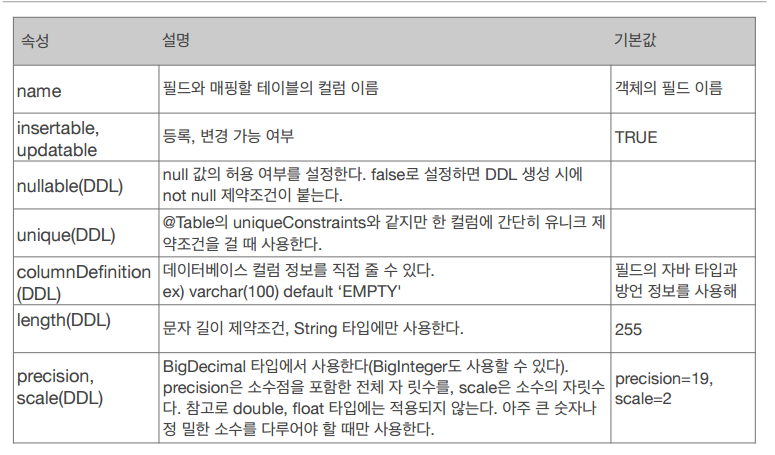 속성 설명 기본값
name 필드와 매핑할 테이블의 컬럼 이름 객체의 필드 이름
insertable,
updatable 등록, 변경 가능 여부 TRUE
nullable(DDL) null 값의 허용 여부를 설정한다. false로 설정하면 DDL 생성 시에
not null 제약조건이 붙는다.
unique(DDL) @Table의 uniqueConstraints와 같지만 한 컬럼에 간단히 유니크 제
약조건을 걸 때 사용한다.
columnDefinition
(DDL) 데이터베이스 컬럼 정보를 직접 줄 수 있다.
ex) varchar(100) default ‘EMPTY'
필드의 자바 타입과
방언 정보를 사용해
length(DDL) 문자 길이 제약조건, String 타입에만 사용한다. 255
precision,
scale(DDL) BigDecimal 타입에서 사용한다(BigInteger도 사용할 수 있다).
precision은 소수점을 포함한 전체 자 릿수를, scale은 소수의 자릿수
다. 참고로 double, float 타입에는 적용되지 않는다. 아주 큰 숫자나
정 밀한 소수를 다루어야 할 때만 사용한다.
precision=19,
scale=2